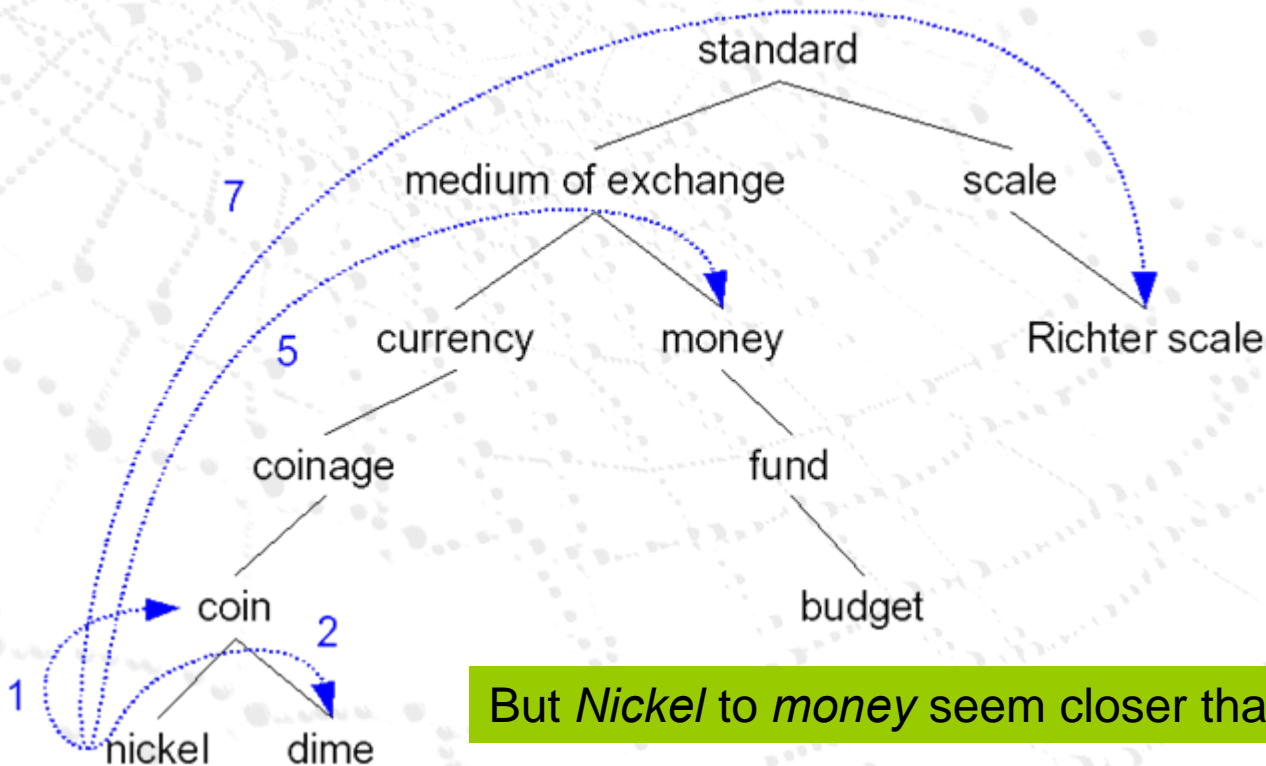 standard
medium of exchange
scale
7
currency
money
Richter scale
5
coinage
fund
coin
budget
2
1
nickel
dime
But Nickel to money seem closer tha